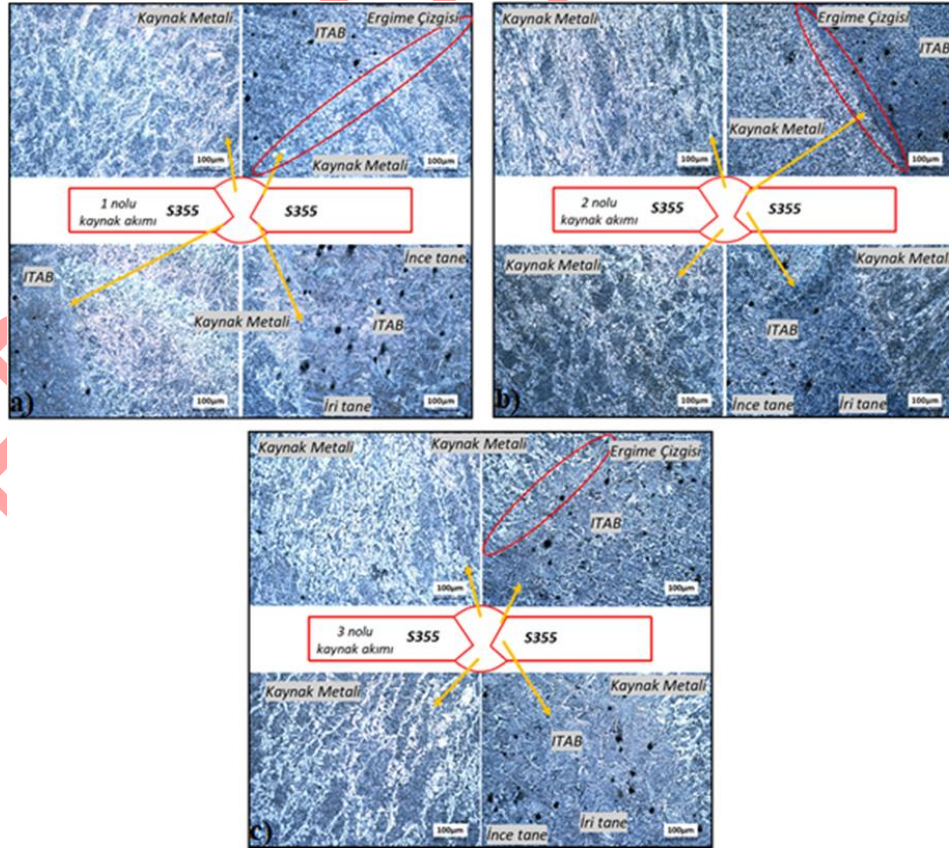 Kaynak Metali
Ergime Çizgisi
ITAB
100µm
Kaynak Metali
100µm
1 nolu
kaynak akımı
S355
S355
ITAB
Kaynak Metali
100µm
İnce tane
ITAB
İri tane
100µm
a)
Kaynak Metali
100µm
Ergime Çizgisi
ITAB
Kaynak Metali
100µm
2 nolu
kaynak akımı
S355
S355
Kaynak Metali
100µm
Kaynak Metali
ITAB
İnce tane
İri tane
100µm
b)
Kaynak Metali
Kaynak Metali
100µm
Ergime Çizgisi
ITAB
100µm
3 nolu
kaynak akımı
S355
S355
Kaynak Metali
100µm
Kaynak Metali
ITAB
İnce tane
İri tane
100µm
c)